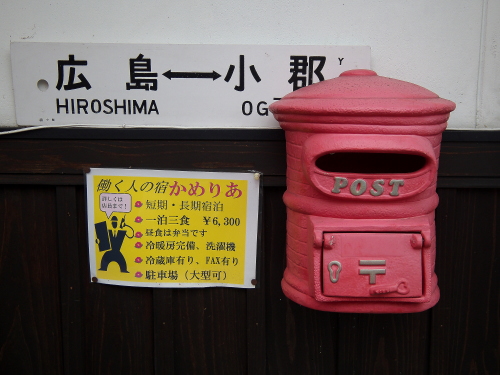 広島⟷小郡
HIROSHIMA OG
働く人の宿かめりあ
詳しくは
店員まで!
短期・長期宿泊
一泊三食 ¥6,300
昼食は弁当です
冷暖房完備、洗濯機
冷蔵庫有り、FAX有り
駐車場(大型可)
POST
〒